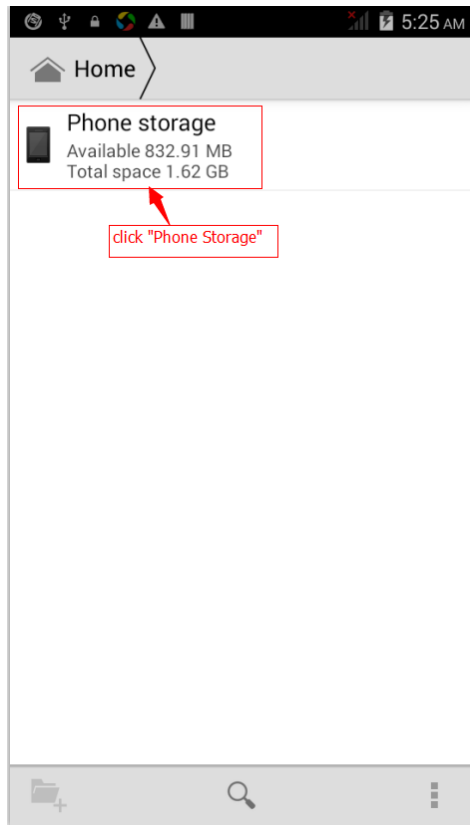 5:25 AM
Home
Phone storage
Available 832.91 MB
Total space 1.62 GB
click "Phone Storage"